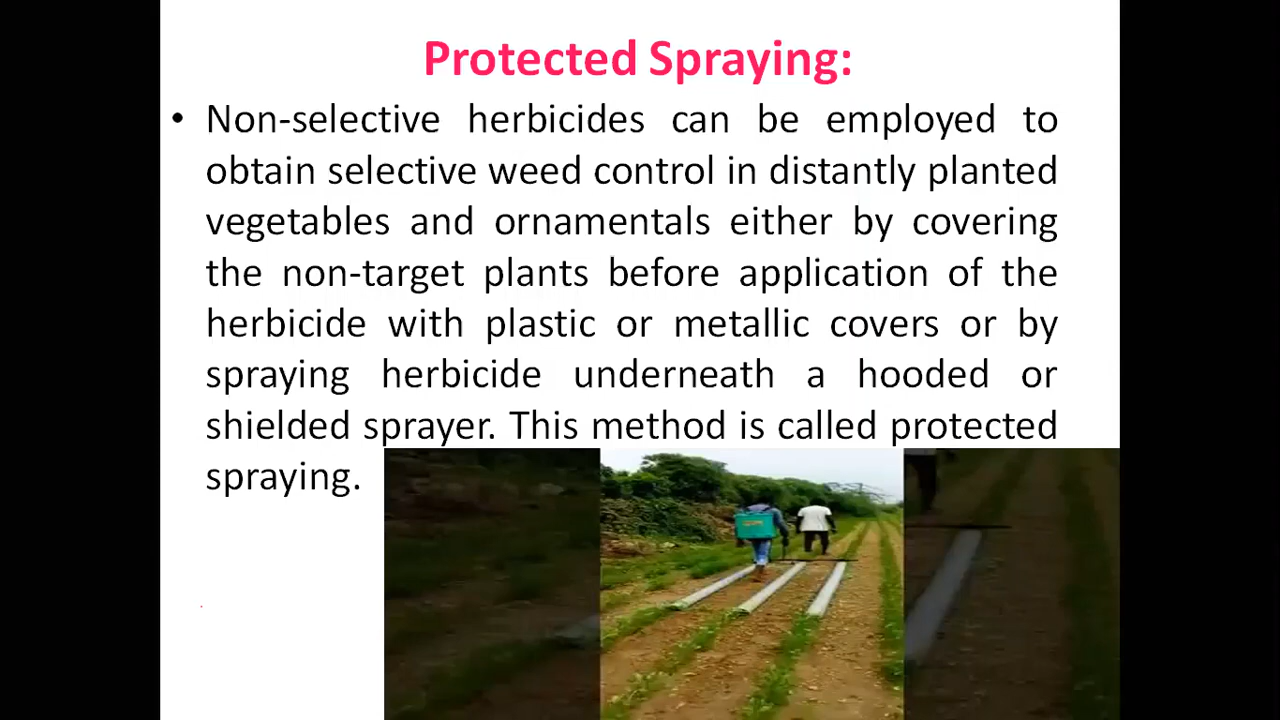 Protected Spraying:
• Non-selective herbicides can be employed to
obtain selective weed control in distantly planted
vegetables and ornamentals either by covering
the non-target plants before application of the
herbicide with plastic or metallic covers or by
spraying herbicide underneath a hooded or
shielded sprayer. This method is called protected
spraying.